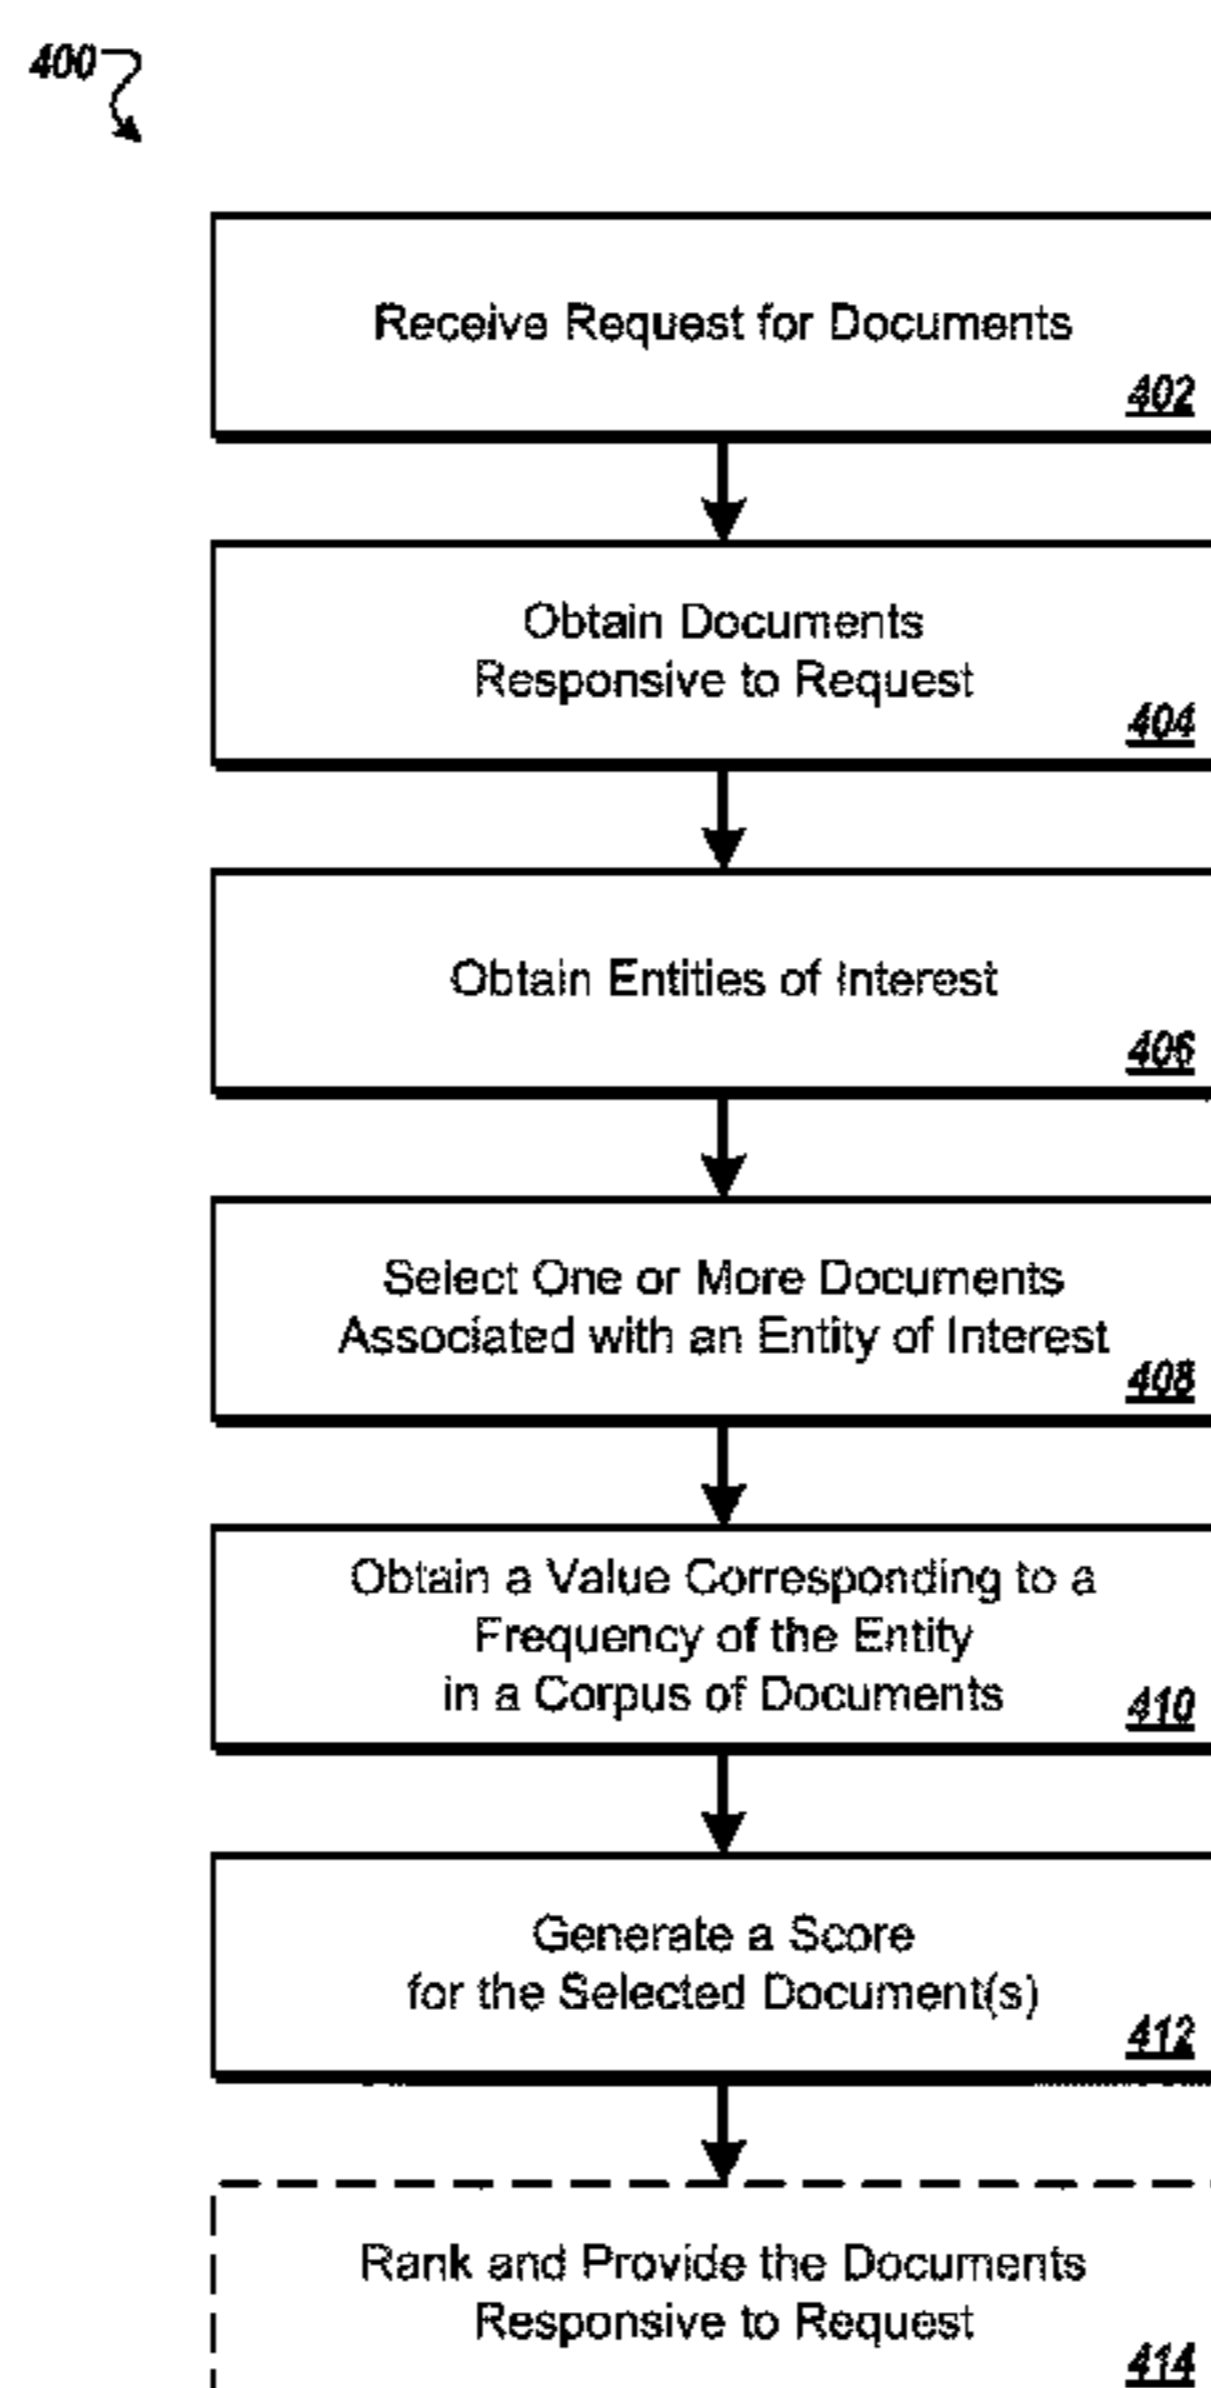 400
Receive Request for Documents
402
Obtain Documents
Responsive to Request
404
Obtain Entities of Interest
406
Select One or More Documents
Associated with an Entity of Interest
408
Obtain a Value Corresponding to a
Frequency of the Entity
in a Corpus of Documents
410
Generate a Score
for the Selected Document(s)
412
Rank and Provide the Documents
Responsive to Request
414